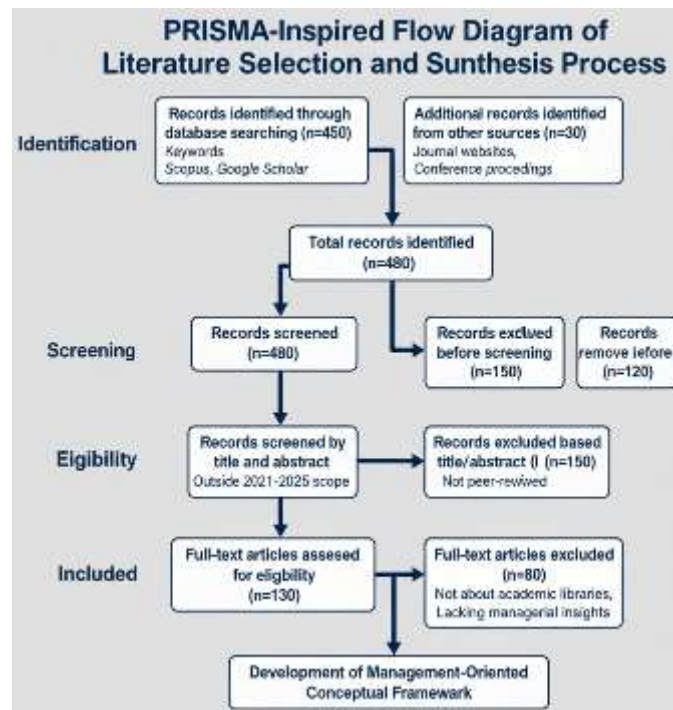 PRISMA-Inspired Flow Diagram of
Literature Selection and Sunthesis Process
Identification
Records identified through
database searching (n=450)
Keywords
Scopus, Google Scholar
Additional records identified
from other sources (n=30)
Journal websites,
Conference procedings
Total records identified
(n=480)
Screening
Records screened
(n=480)
Records exclved
before screening
(n=150)
Records
remove iefore
(n=120)
Eigibility
Records screened by
title and abstract
Outside 2021-2025 scope
Records excluded based
title/abstract (I (n=150)
Not peer-rewived
Included
Full-text articles assesed
for eligbility
(n=130)
Full-text articles excluded
(n=80)
Not about academic libraries,
Lacking managerial insights
Development of Management-Oriented
Conceptual Framework